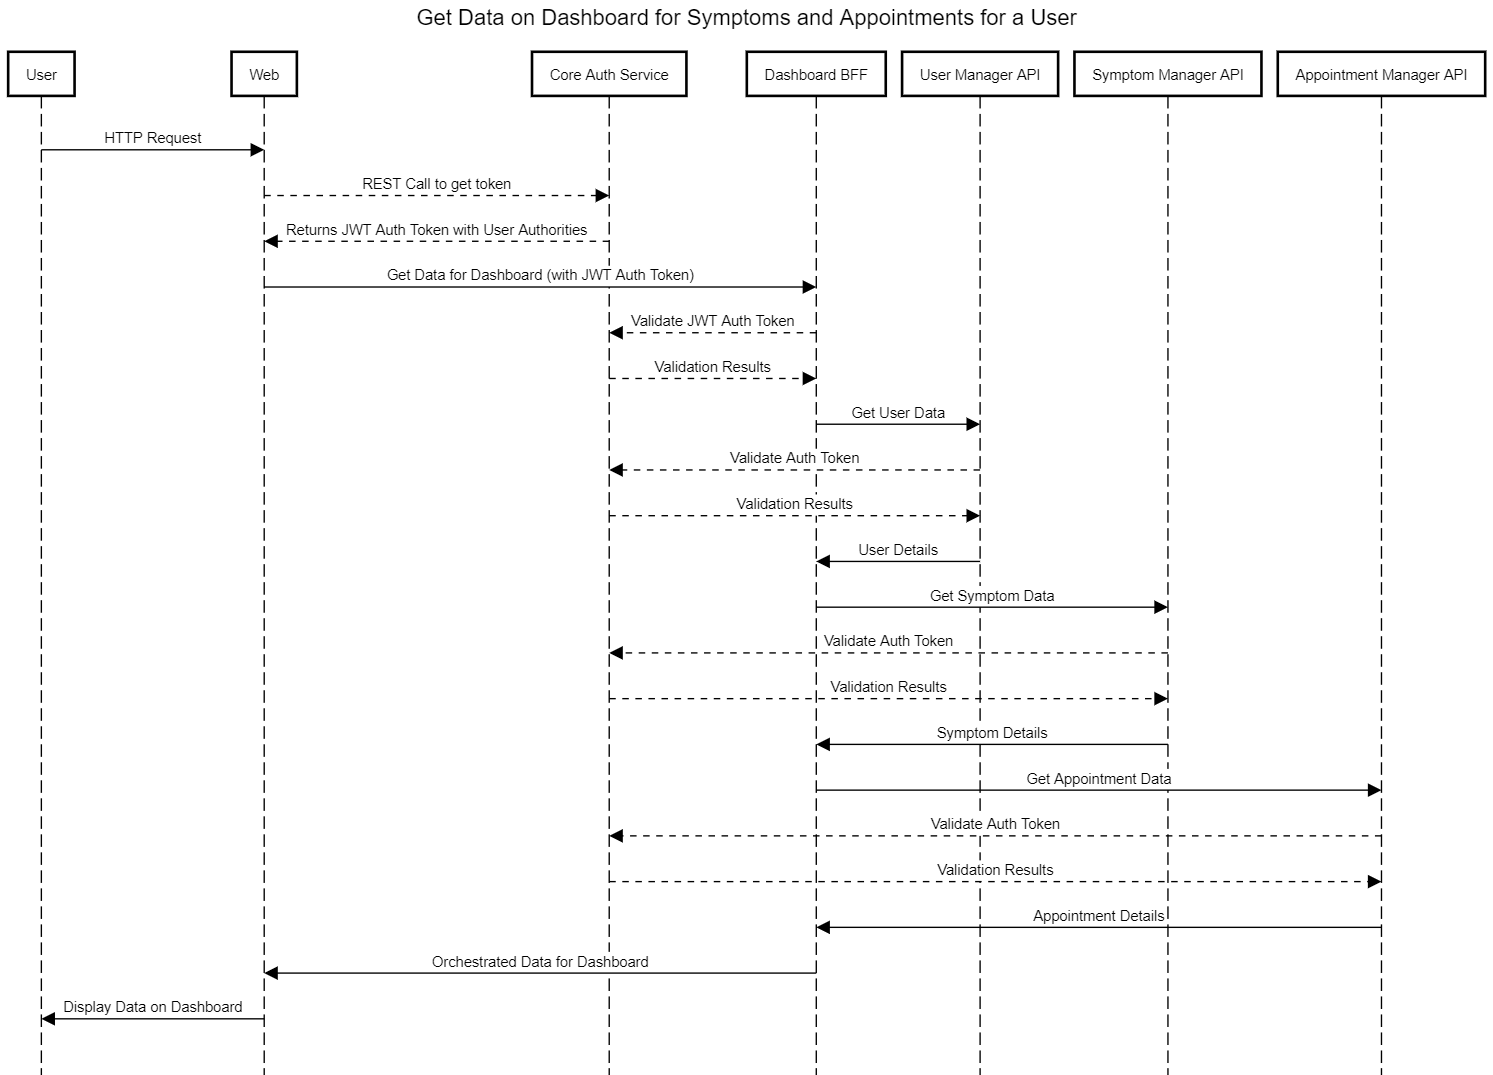 Get Data on Dashboard for Symptoms and Appointments for a User
User
Web
Core Auth Service
Dashboard BFF
User Manager API
Symptom Manager API
Appointment Manager API
HTTP Request
REST Call to get token
Returns JWT Auth Token with User Authorities
Get Data for Dashboard (with JWT Auth Token)
Validate JWT Auth Token
Validation Results
Get User Data
Validate Auth Token
Validation Results
User Details
Get Symptom Data
Validate Auth Token
Validation Results
Symptom Details
Get Appointment Data
Validate Auth Token
Validation Results
Appointment Details
Orchestrated Data for Dashboard
Display Data on Dashboard